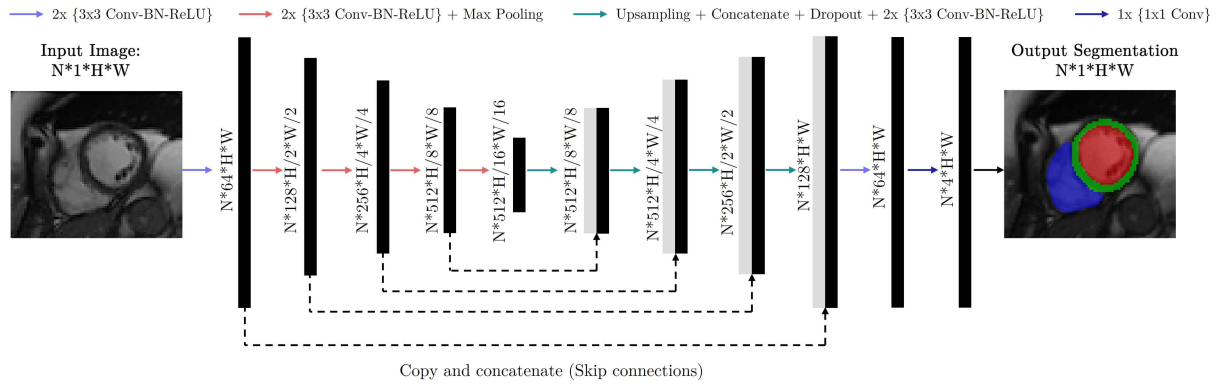 2x {3x3 Conv-BN-ReLU}
2x {3x3 Conv-BN-ReLU} + Max Pooling
Upsampling + Concatenate + Dropout + 2x {3x3 Conv-BN-ReLU}
1x {1x1 Conv}
Input Image:
N*1*H*W
N*64*H*W
N*128*H/2*W/2
N*256*H/4*W/4
N*512*H/8*W/8
N*512*H/16*W/16
N*512*H/8*W/8
N*512*H/4*W/4
N*256*H/2*W/2
N*128*H*W
N*64*H*W
N*4*H*W
Output Segmentation
N*1*H*W
Copy and concatenate (Skip connections)